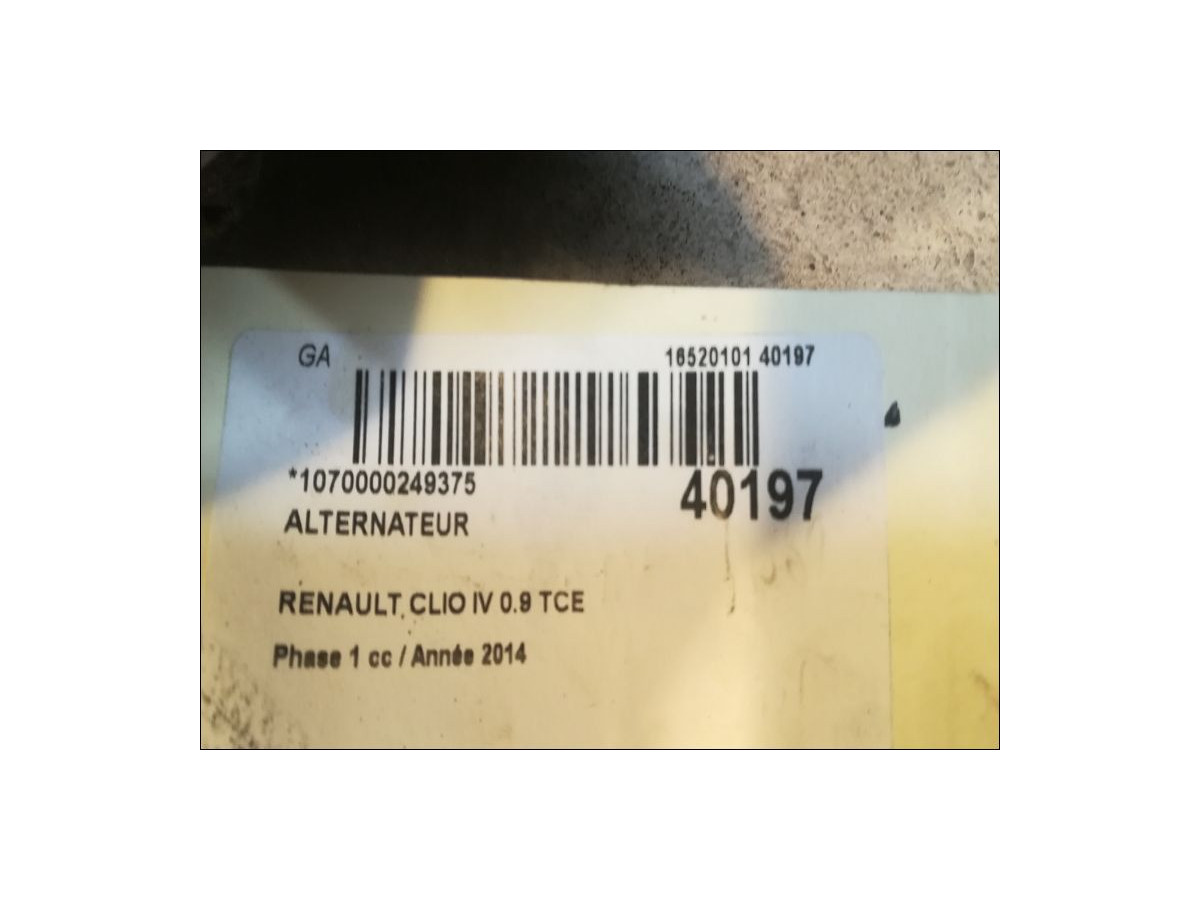 GA 16520101 40197
*1070000249375 40197
ALTERNATEUR
RENAULT CLIO IV 0.9 TCE
Phase 1 cc / Année 2014